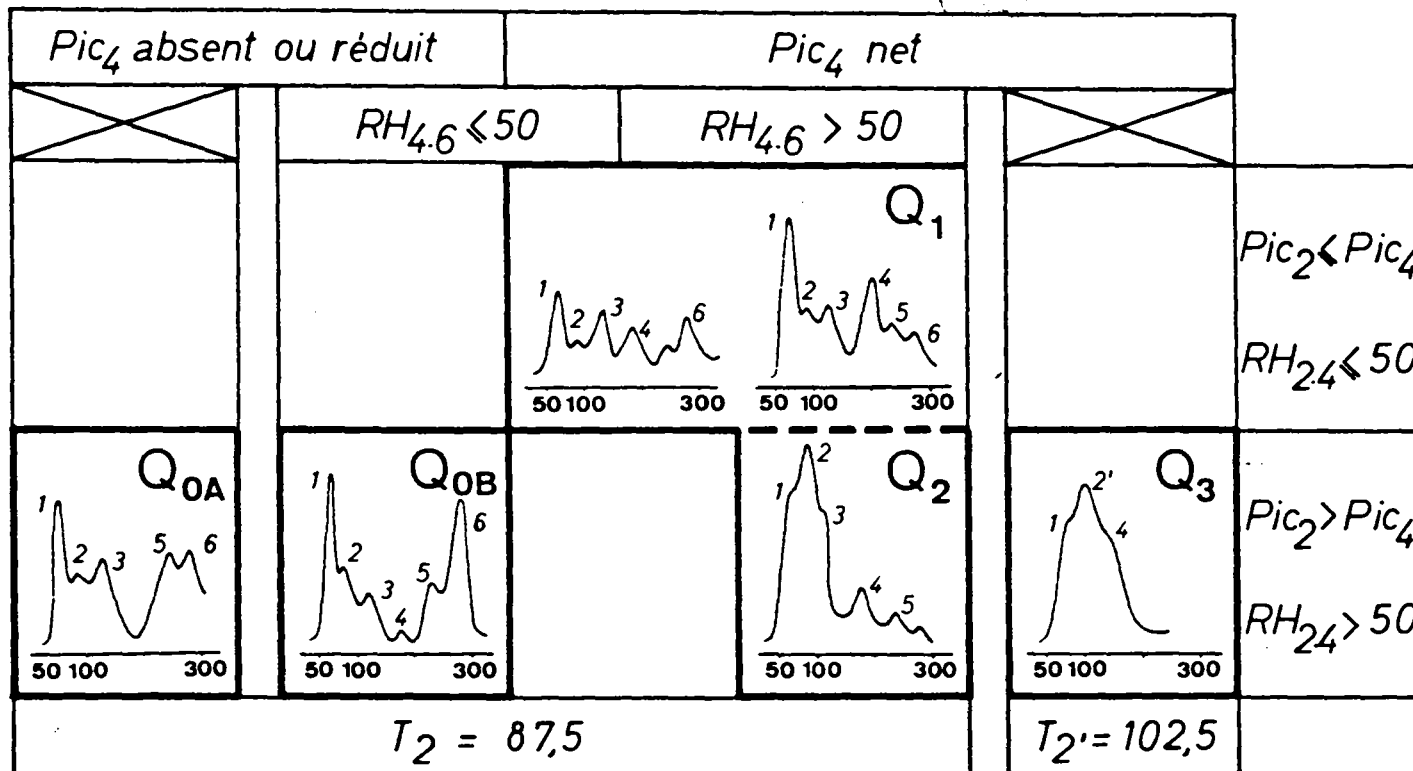 Pic4 absent ou réduit
Pic4 net
RH4.6 ⩽ 50
RH4.6 > 50
Q1
1 2 3 4 6
50 100 300
1 2 3 4 5 6
50 100 300
Pic2 ⩽ Pic4
RH2.4 ⩽ 50
Q0A
1 2 3 5 6
50 100 300
Q0B
1 2 3 4 5 6
50 100 300
Q2
1 2 3 4 5
50 100 300
Q3
1 2' 4
50 100 300
Pic2 > Pic4
RH2.4 > 50
T2 = 87,5
T2' = 102,5